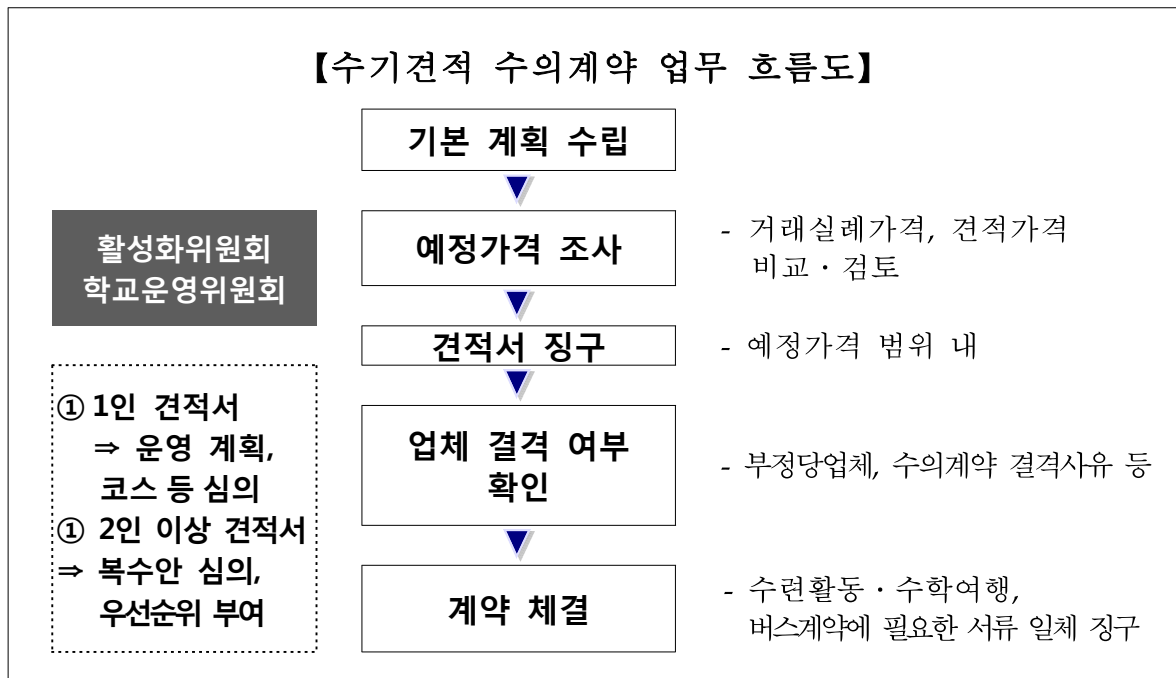 【수기견적 수의계약 업무 흐름도】
기본 계획 수립
활성화위원회
학교운영위원회
예정가격 조사
- 거래실례가격, 견적가격
비교 · 검토
견적서 징구
- 예정가격 범위 내
① 1인 견적서
⇒ 운영 계획,
코스 등 심의
① 2인 이상 견적서
⇒ 복수안 심의,
우선순위 부여
업체 결격 여부
확인
- 부정당업체, 수의계약 결격사유 등
계약 체결
- 수련활동 · 수학여행,
버스계약에 필요한 서류 일체 징구